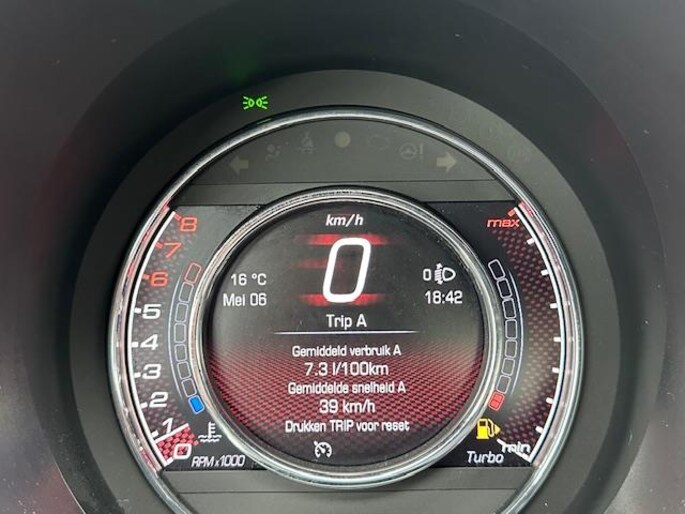 km/h
0
8
7
6
5
4
3
2
1
0
RPM x1000
16 °C
Mei 06
0
18:42
Trip A
Gemiddeld verbruik A
7.3 l/100km
Gemiddelde snelheid A
39 km/h
Drukken TRIP voor reset
max
min
Turbo